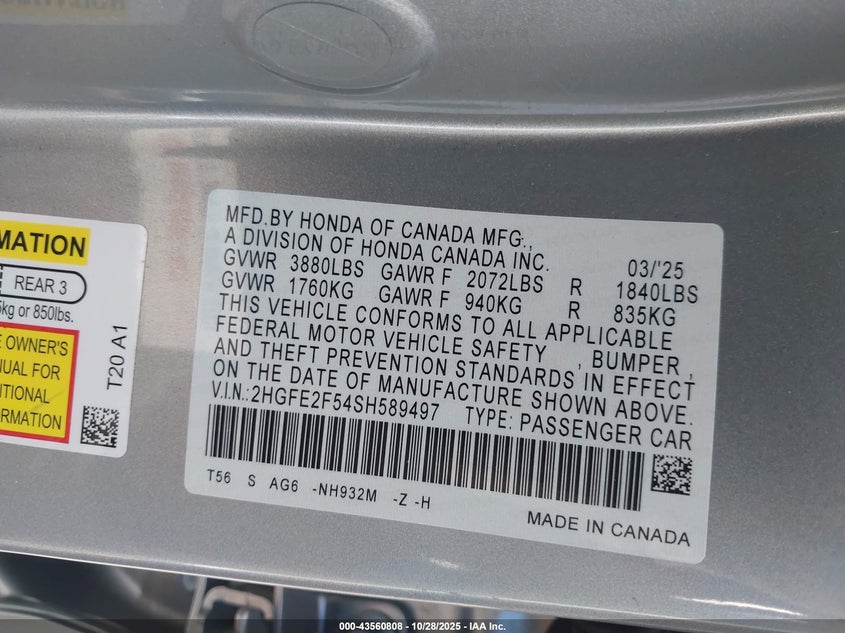 MATION
REAR 3
5kg or 850lbs.
E OWNER'S
NUAL FOR
ITIONAL
ORMATION
T20 A1
MFD.BY HONDA OF CANADA MFG.,
A DIVISION OF HONDA CANADA INC. 03/'25
GVWR 3880LBS GAWR F 2072LBS R 1840LBS
GVWR 1760KG GAWR F 940KG R 835KG
THIS VEHICLE CONFORMS TO ALL APPLICABLE
FEDERAL MOTOR VEHICLE SAFETY , BUMPER ,
AND THEFT PREVENTION STANDARDS IN EFFECT
ON THE DATE OF MANUFACTURE SHOWN ABOVE.
V.I.N.:2HGFE2F54SH589497 TYPE: PASSENGER CAR
T56 S AG6 -NH932M -Z -H
MADE IN CANADA
000-43560808 - 10/28/2025 - IAA Inc.